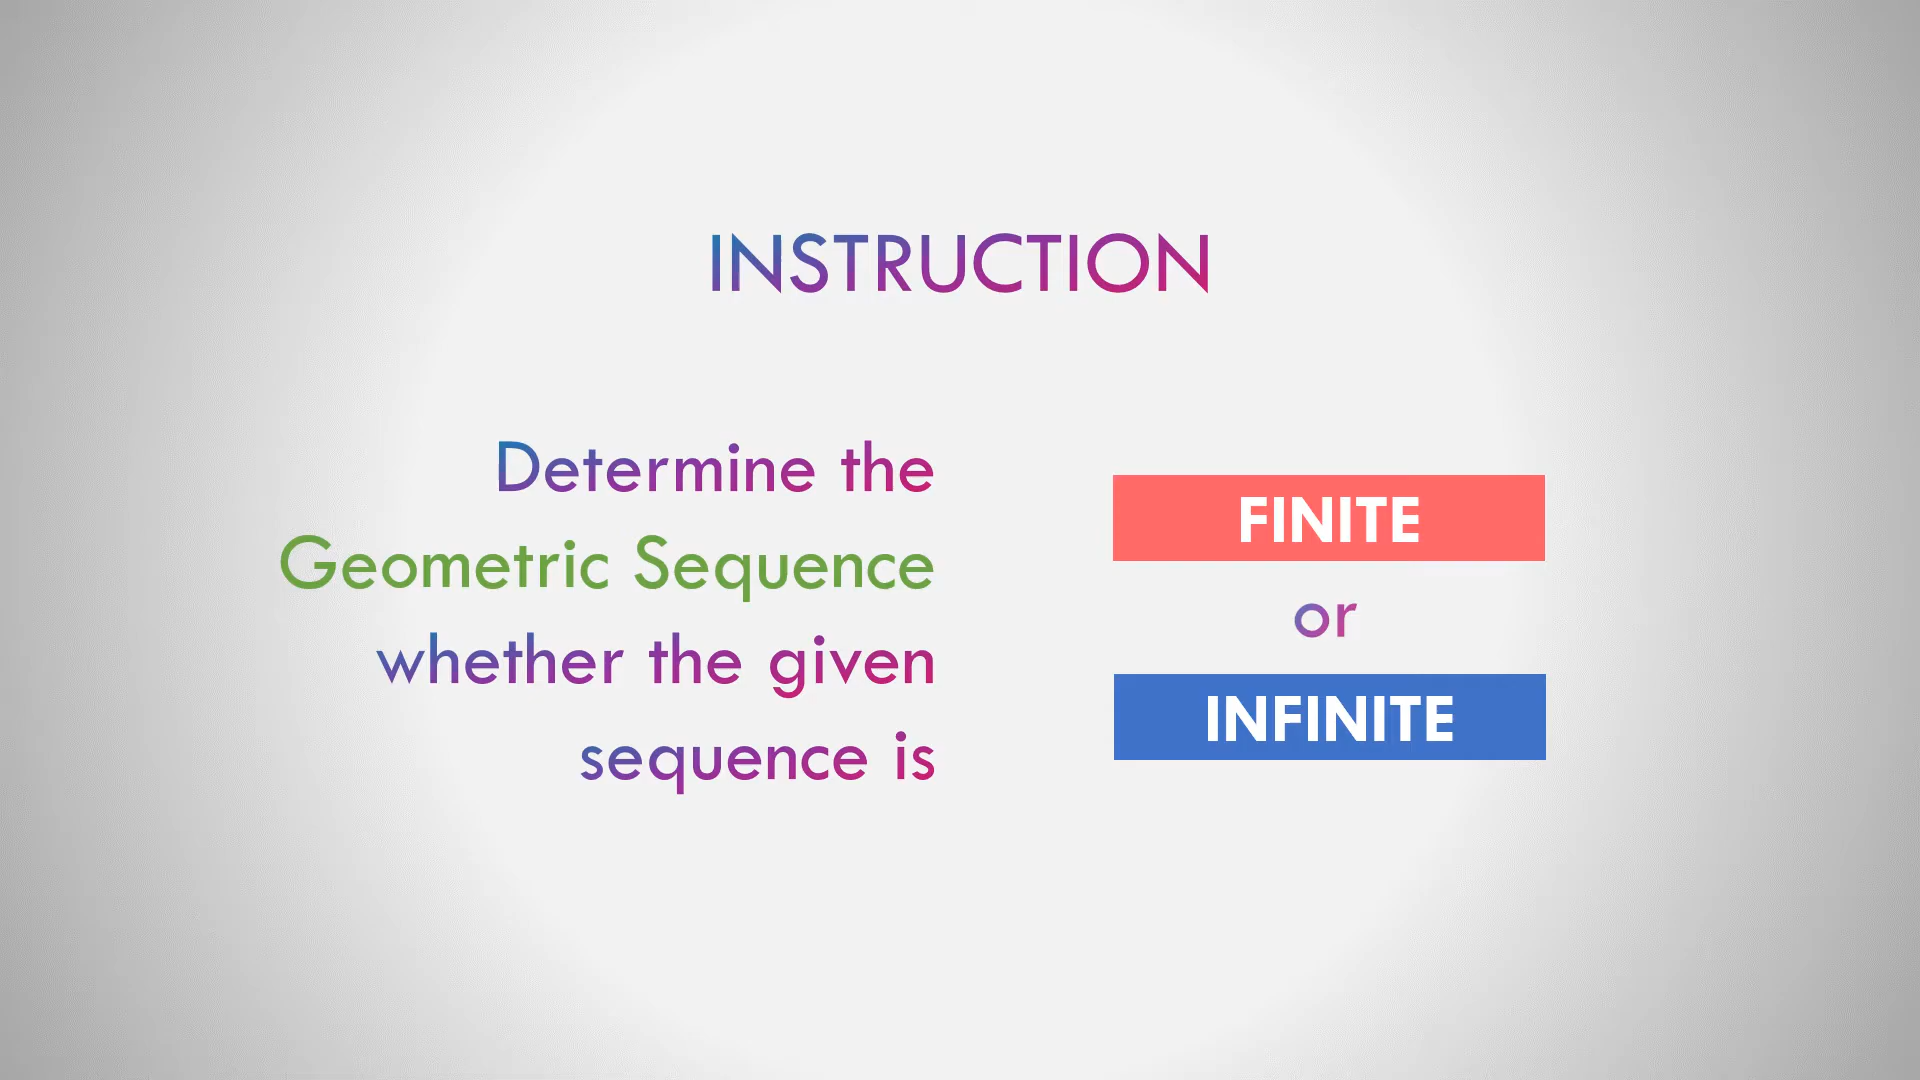 INSTRUCTION
Determine the
Geometric Sequence
whether the given
sequence is
FINITE
or
INFINITE